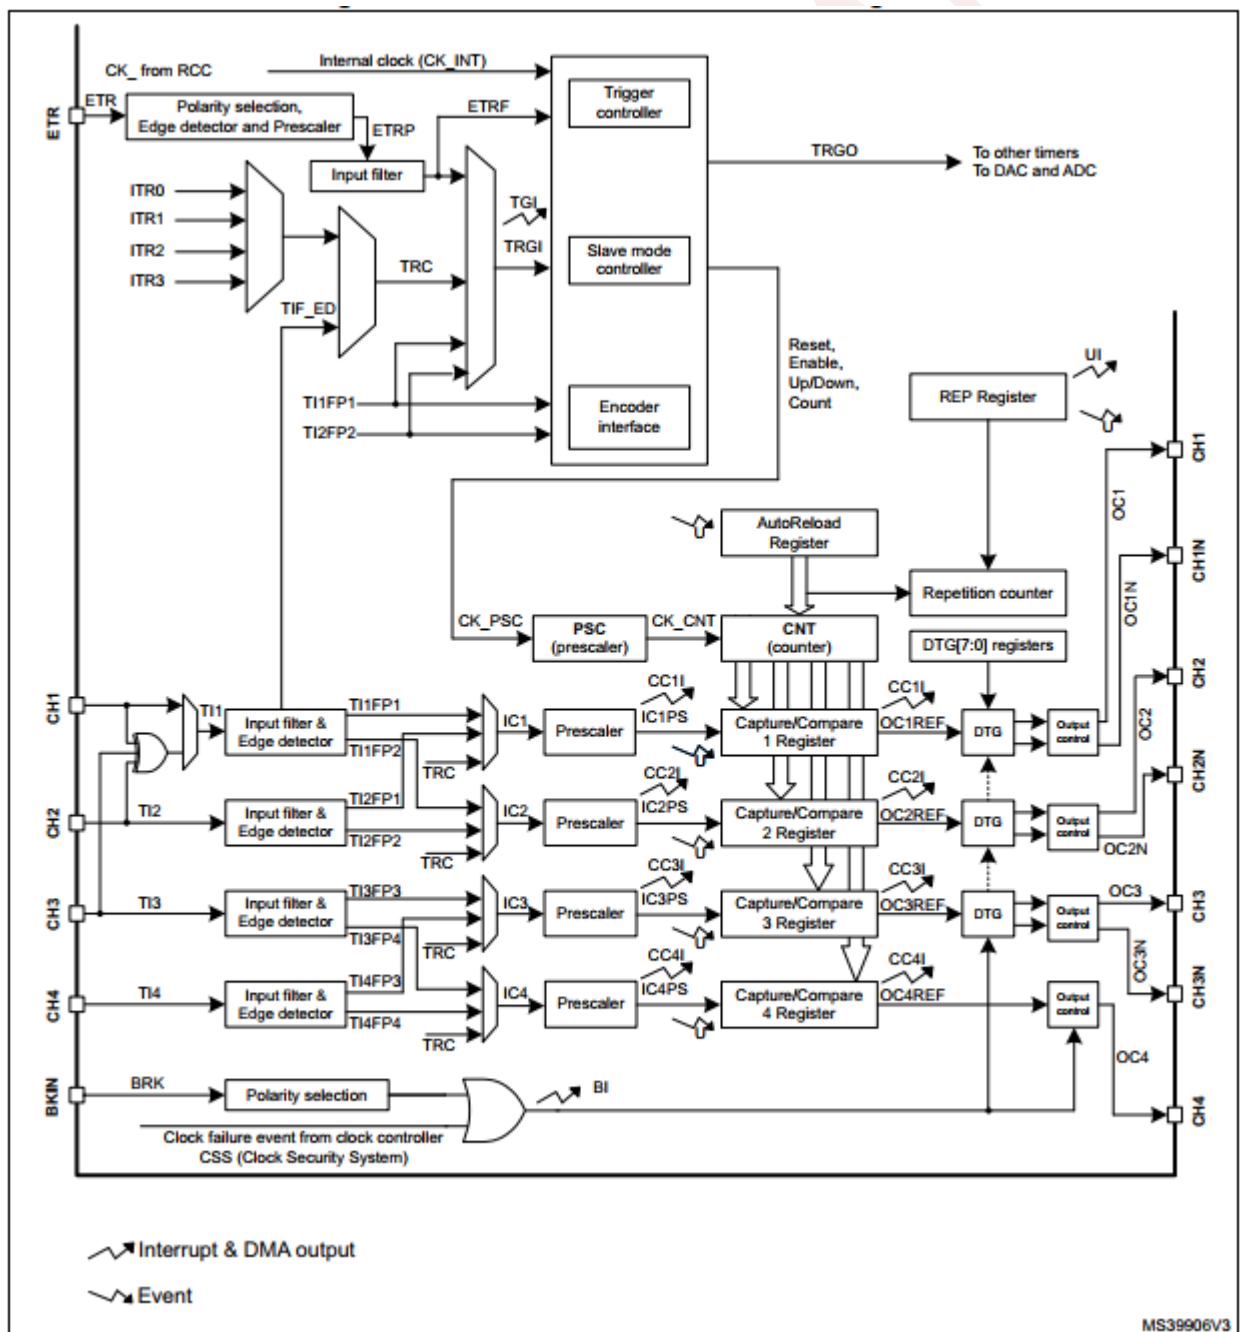 CK_ from RCC
Internal clock (CK_INT)
ETR
ETR
Polarity selection,
Edge detector and Prescaler
ETRP
ETRF
Input filter
Trigger
controller
TRGO
To other timers
To DAC and ADC
ITR0
ITR1
ITR2
ITR3
TGI
TRGI
TRC
TIF_ED
Slave mode
controller
Reset,
Enable,
Up/Down,
Count
TI1FP1
TI2FP2
Encoder
interface
UI
REP Register
AutoReload
Register
Repetition counter
CK_PSC
PSC
(prescaler)
CK_CNT
CNT
(counter)
DTG[7:0] registers
CH1
TI1
Input filter &
Edge detector
TI1FP1
TI1FP2
TRC
IC1
Prescaler
CC1I
IC1PS
Capture/Compare
1 Register
CC1I
OC1REF
DTG
Output
control
OC1
CH1
OC1N
CH1N
CH2
TI2
Input filter &
Edge detector
TI2FP1
TI2FP2
TRC
IC2
Prescaler
CC2I
IC2PS
Capture/Compare
2 Register
CC2I
OC2REF
DTG
Output
control
OC2
CH2
OC2N
CH2N
CH3
TI3
Input filter &
Edge detector
TI3FP3
TI3FP4
TRC
IC3
Prescaler
CC3I
IC3PS
Capture/Compare
3 Register
CC3I
OC3REF
DTG
Output
control
OC3
CH3
OC3N
CH3N
CH4
TI4
Input filter &
Edge detector
TI4FP3
TI4FP4
TRC
IC4
Prescaler
CC4I
IC4PS
Capture/Compare
4 Register
CC4I
OC4REF
Output
control
OC4
CH4
BKIN
BRK
Polarity selection
BI
Clock failure event from clock controller
CSS (Clock Security System)
Interrupt & DMA output
Event
MS39906V3